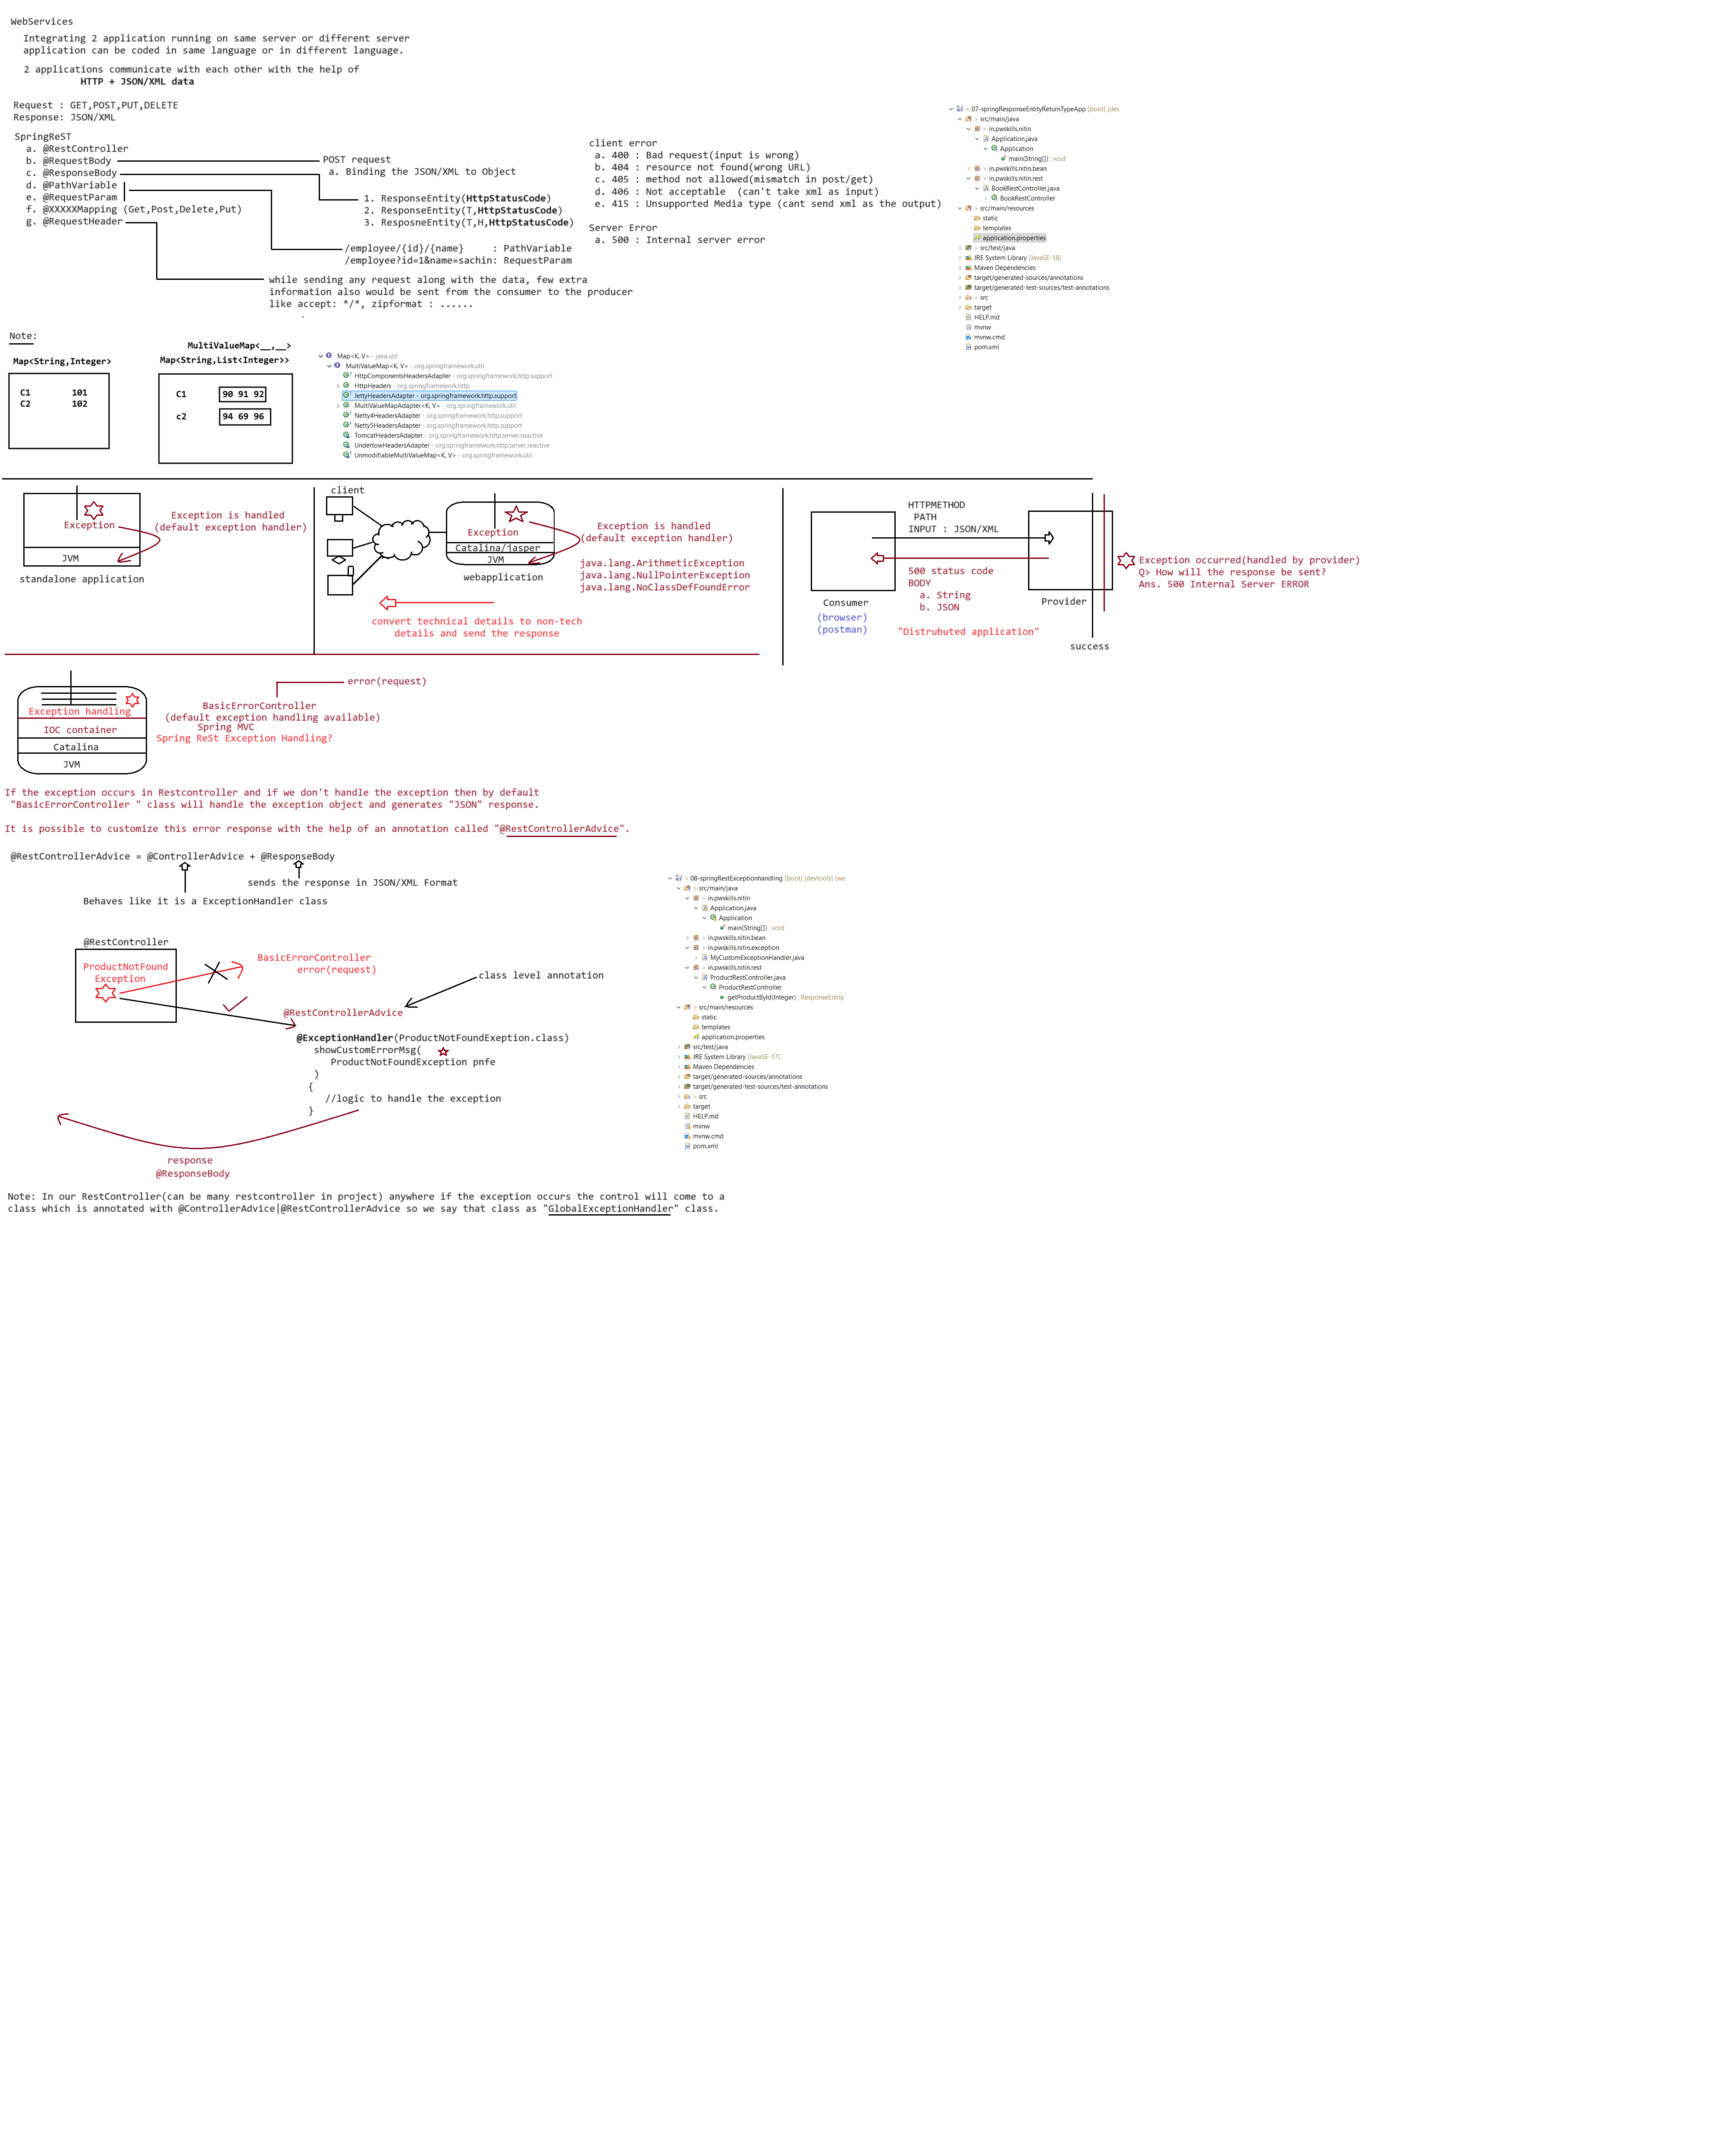 WebServices
Integrating 2 application running on same server or different server
application can be coded in same language or in different language.
2 applications communicate with each other with the help of
HTTP + JSON/XML data
Request : GET,POST,PUT,DELETE
Response: JSON/XML
SpringReST
a. @RestController
b. @RequestBody
c. @ResponseBody
d. @PathVariable
e. @RequestParam
f. @XXXXXMapping (Get,Post,Delete,Put)
g. @RequestHeader
POST request
a. Binding the JSON/XML to Object
1. ResponseEntity(HttpStatusCode)
2. ResponseEntity(T,HttpStatusCode)
3. ResposneEntity(T,H,HttpStatusCode)
/employee/{id}/{name}     : PathVariable
/employee?id=1&name=sachin: RequestParam
while sending any request along with the data, few extra
information also would be sent from the consumer to the producer
like accept: */*, zipformat : ......
.
client error
a. 400 : Bad request(input is wrong)
b. 404 : resource not found(wrong URL)
c. 405 : method not allowed(mismatch in post/get)
d. 406 : Not acceptable  (can't take xml as input)
e. 415 : Unsupported Media type (cant send xml as the output)
Server Error
a. 500 : Internal server error
> 07-springResponseEntityReturnTypeApp [boot] [dev
> src/main/java
> in.pwskills.nitin
Application.java
Application
main(String[]) : void
> in.pwskills.nitin.bean
> in.pwskills.nitin.rest
BookRestController.java
BookRestController
src/main/resources
static
templates
application.properties
src/test/java
JRE System Library [JavaSE-18]
Maven Dependencies
target/generated-sources/annotations
target/generated-test-sources/test-annotations
> src
target
HELP.md
mvnw
mvnw.cmd
pom.xml
Note:
Map<String,Integer>
C1 101
C2 102
MultiValueMap<__,__>
Map<String,List<Integer>>
C1 90 91 92
c2 94 69 96
Map<K, V> - java.util
MultiValueMap<K, V> - org.springframework.util
HttpComponentsHeadersAdapter - org.springframework.http.support
HttpHeaders - org.springframework.http
JettyHeadersAdapter - org.springframework.http.support
MultiValueMapAdapter<K, V> - org.springframework.util
Netty4HeadersAdapter - org.springframework.http.support
Netty5HeadersAdapter - org.springframework.http.support
TomcatHeadersAdapter - org.springframework.http.server.reactive
UndertowHeadersAdapter - org.springframework.http.server.reactive
UnmodifiableMultiValueMap<K, V> - org.springframework.util
Exception
JVM
standalone application
Exception is handled
(default exception handler)
client
Exception
Catalina/jasper
JVM
webapplication
Exception is handled
(default exception handler)
java.lang.ArithmeticException
java.lang.NullPointerException
java.lang.NoClassDefFoundError
convert technical details to non-tech
details and send the response
HTTPMETHOD
PATH
INPUT : JSON/XML
500 status code
BODY
a. String
b. JSON
Consumer
(browser)
(postman)
Provider
"Distrubuted application"
success
Exception occurred(handled by provider)
Q> How will the response be sent?
Ans. 500 Internal Server ERROR
Exception handling
IOC container
Catalina
JVM
error(request)
BasicErrorController
(default exception handling available)
Spring MVC
Spring ReSt Exception Handling?
If the exception occurs in Restcontroller and if we don't handle the exception then by default
"BasicErrorController " class will handle the exception object and generates "JSON" response.
It is possible to customize this error response with the help of an annotation called "@RestControllerAdvice".
@RestControllerAdvice = @ControllerAdvice + @ResponseBody
sends the response in JSON/XML Format
Behaves like it is a ExceptionHandler class
@RestController
ProductNotFound
Exception
BasicErrorController
error(request)
class level annotation
@RestControllerAdvice
@ExceptionHandler(ProductNotFoundExeption.class)
showCustomErrorMsg(
ProductNotFoundException pnfe
)
{
//logic to handle the exception
}
response
@ResponseBody
> 08-springRestExceptionhandling [boot] [devtools] [we
> src/main/java
> in.pwskills.nitin
Application.java
Application
main(String[]) : void
> in.pwskills.nitin.bean
> in.pwskills.nitin.exception
MyCustomExceptionHandler.java
> in.pwskills.nitin.rest
ProductRestController.java
ProductRestController
getProductById(Integer) : ResponseEntity
> src/main/resources
static
templates
application.properties
src/test/java
JRE System Library [JavaSE-17]
Maven Dependencies
target/generated-sources/annotations
target/generated-test-sources/test-annotations
> src
target
HELP.md
mvnw
mvnw.cmd
pom.xml
Note: In our RestController(can be many restcontroller in project) anywhere if the exception occurs the control will come to a
class which is annotated with @ControllerAdvice|@RestControllerAdvice so we say that class as "GlobalExceptionHandler" class.